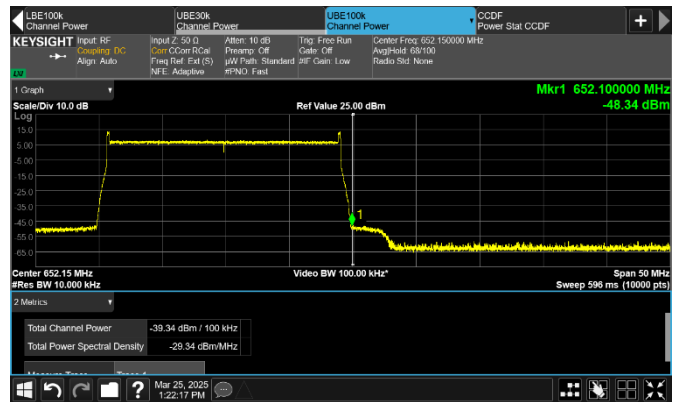 LBE100k
Channel Power
UBE30k
Channel Power
UBE100k
Channel Power
CCDF
Power Stat CCDF
KEYSIGHT
Input: RF
Coupling: DC
Align: Auto
Input Z: 50 Ω
Corr CCorr RCal
Freq Ref: Ext (S)
NFE: Adaptive
Atten: 10 dB
Preamp: Off
µW Path: Standard
#PNO: Fast
Trig: Free Run
Gate: Off
#IF Gain: Low
Center Freq: 652.150000 MHz
Avg|Hold: 68/100
Radio Std: None
LXI
1 Graph
Mkr1 652.100000 MHz
Scale/Div 10.0 dB
Ref Value 25.00 dBm
-48.34 dBm
Log
15.0
5.00
-5.00
-15.0
-25.0
-35.0
-45.0
-55.0
-65.0
1
Center 652.15 MHz
Video BW 100.00 kHz*
Span 50 MHz
#Res BW 10.000 kHz
Sweep 596 ms (10000 pts)
2 Metrics
Total Channel Power -39.34 dBm / 100 kHz
Total Power Spectral Density -29.34 dBm/MHz
Measure Trace Trace 1
?
Mar 25, 2025
1:22:17 PM